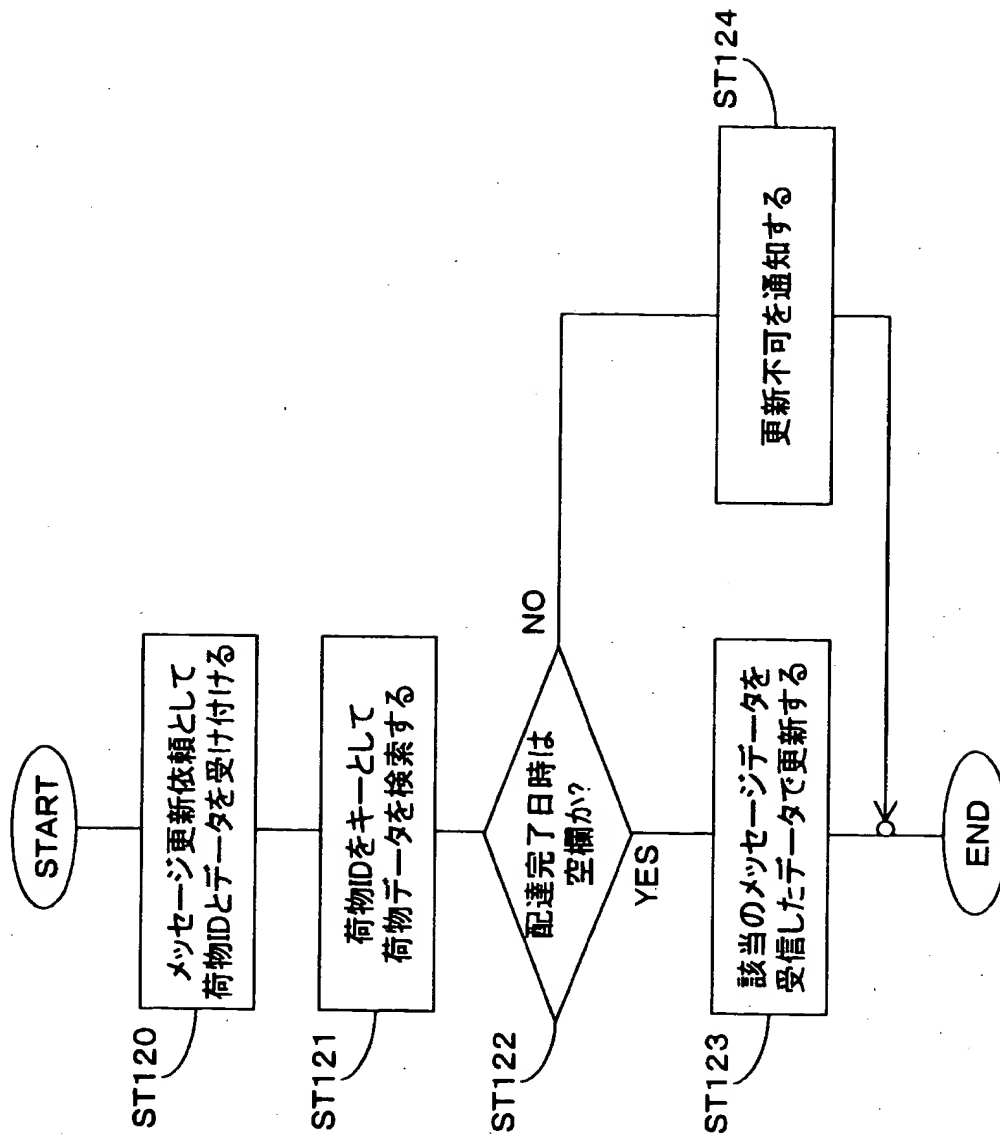 START
ST120
メッセージ更新依頼として
荷物IDとデータを受け付ける
ST121
荷物IDをキーとして
荷物データを検索する
ST122
配達完了日時は
空欄か?
NO
YES
ST123
該当のメッセージデータを
受信したデータで更新する
ST124
更新不可を通知する
END